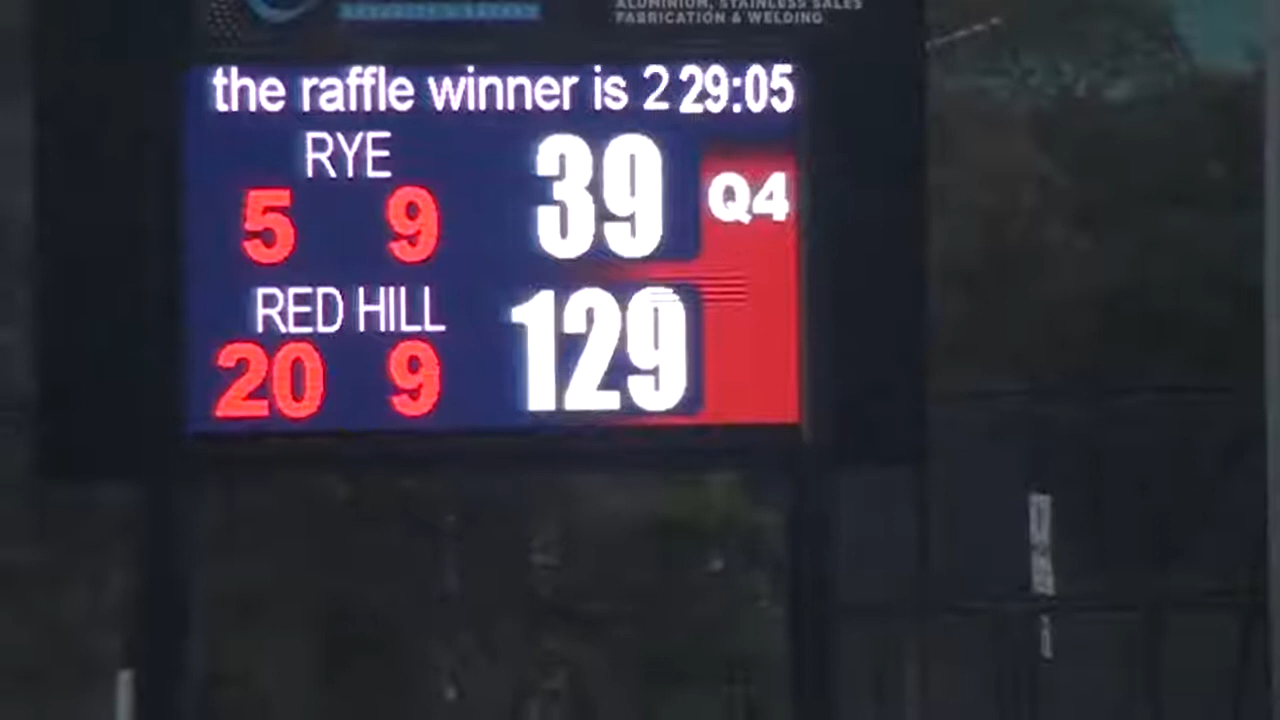 ALUMINIUM, STAINLESS SALES
FABRICATION & WELDING
the raffle winner is 2 29:05
RYE
39
Q4
5 9
RED HILL
129
20 9